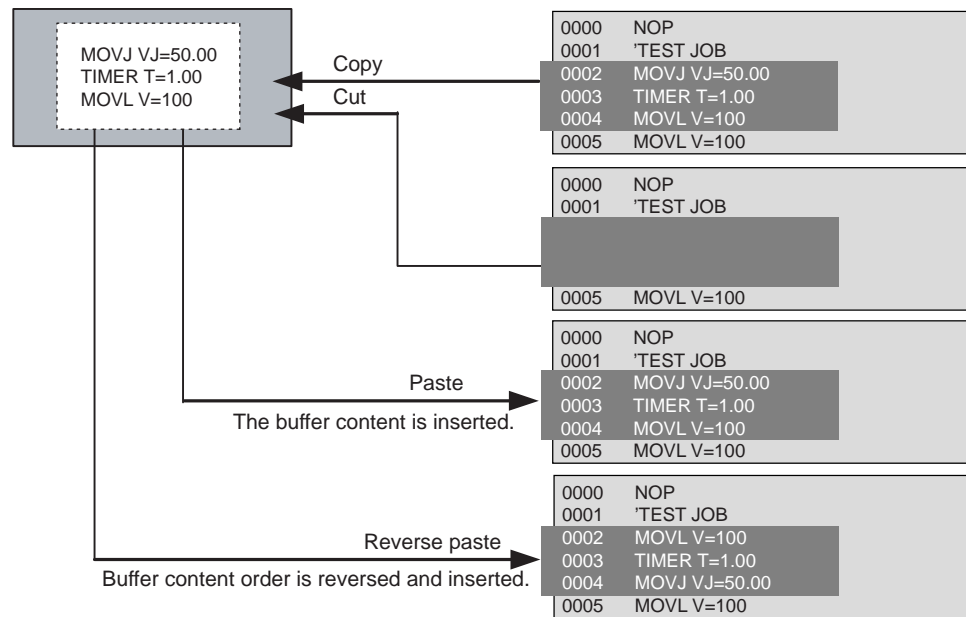 MOVJ VJ=50.00
TIMER T=1.00
MOVL V=100
Copy
Cut
0000 NOP
0001 ’TEST JOB
0002 MOVJ VJ=50.00
0003 TIMER T=1.00
0004 MOVL V=100
0005 MOVL V=100
0000 NOP
0001 ’TEST JOB
0005 MOVL V=100
Paste
The buffer content is inserted.
0000 NOP
0001 ’TEST JOB
0002 MOVJ VJ=50.00
0003 TIMER T=1.00
0004 MOVL V=100
0005 MOVL V=100
Reverse paste
Buffer content order is reversed and inserted.
0000 NOP
0001 ’TEST JOB
0002 MOVL V=100
0003 TIMER T=1.00
0004 MOVJ VJ=50.00
0005 MOVL V=100